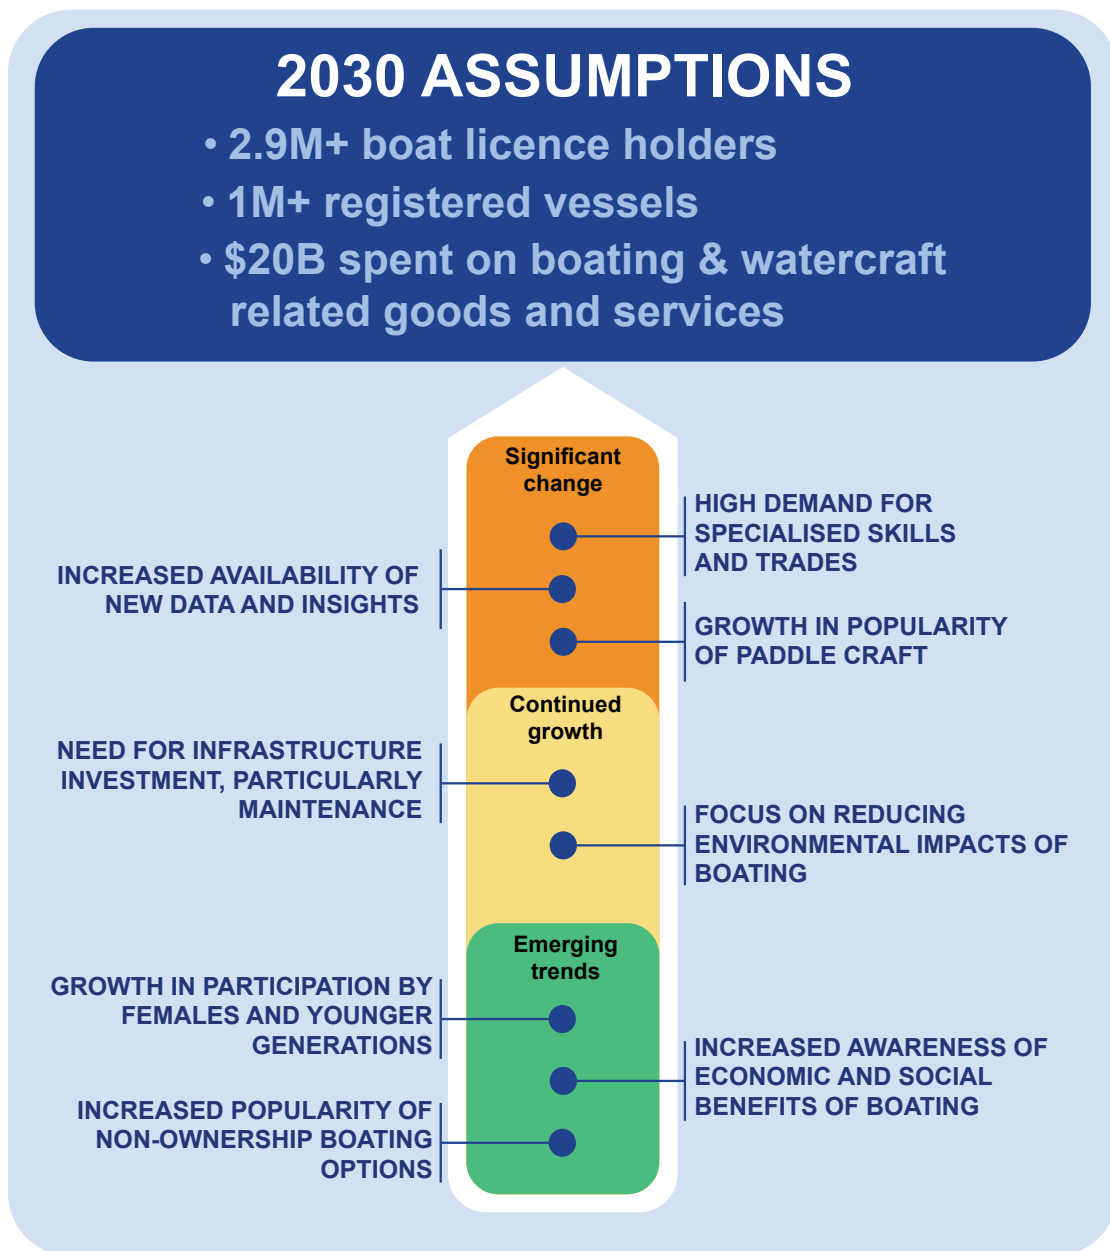 2030 ASSUMPTIONS
• 2.9M+ boat licence holders
• 1M+ registered vessels
• $20B spent on boating & watercraft
related goods and services
Significant
change
HIGH DEMAND FOR
SPECIALISED SKILLS
AND TRADES
INCREASED AVAILABILITY OF
NEW DATA AND INSIGHTS
GROWTH IN POPULARITY
OF PADDLE CRAFT
Continued
growth
NEED FOR INFRASTRUCTURE
INVESTMENT, PARTICULARLY
MAINTENANCE
FOCUS ON REDUCING
ENVIRONMENTAL IMPACTS OF
BOATING
Emerging
trends
GROWTH IN PARTICIPATION BY
FEMALES AND YOUNGER
GENERATIONS
INCREASED AWARENESS OF
ECONOMIC AND SOCIAL
BENEFITS OF BOATING
INCREASED POPULARITY OF
NON-OWNERSHIP BOATING
OPTIONS